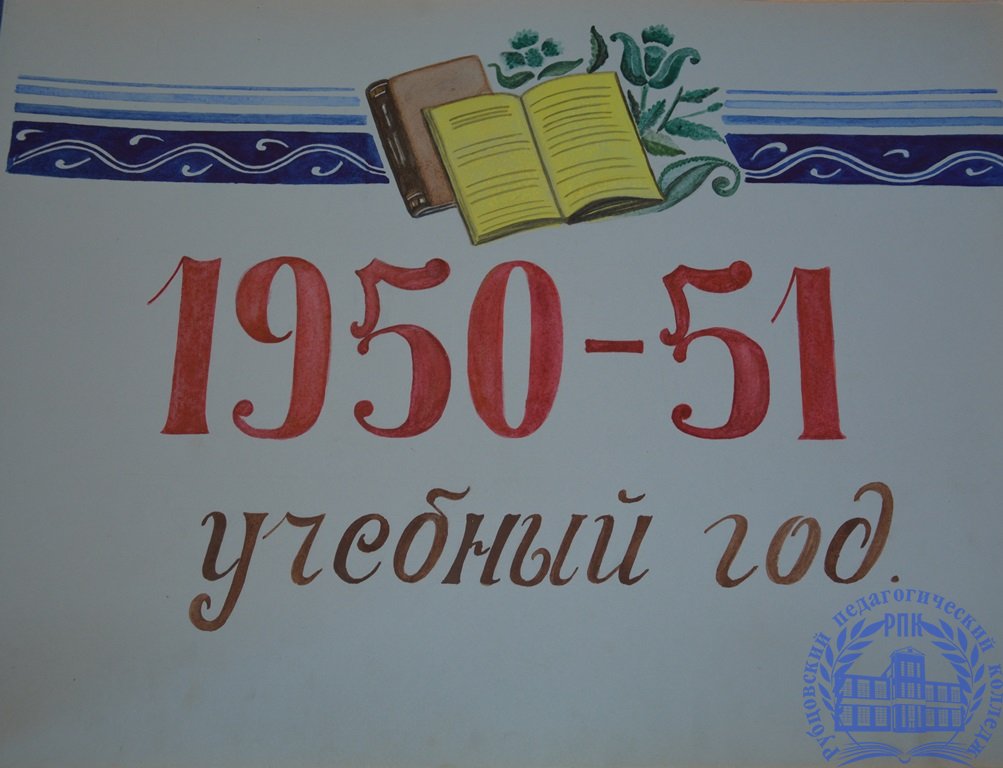 1950-51
учебный год.
Рубцовский педагогический колледж
РПК